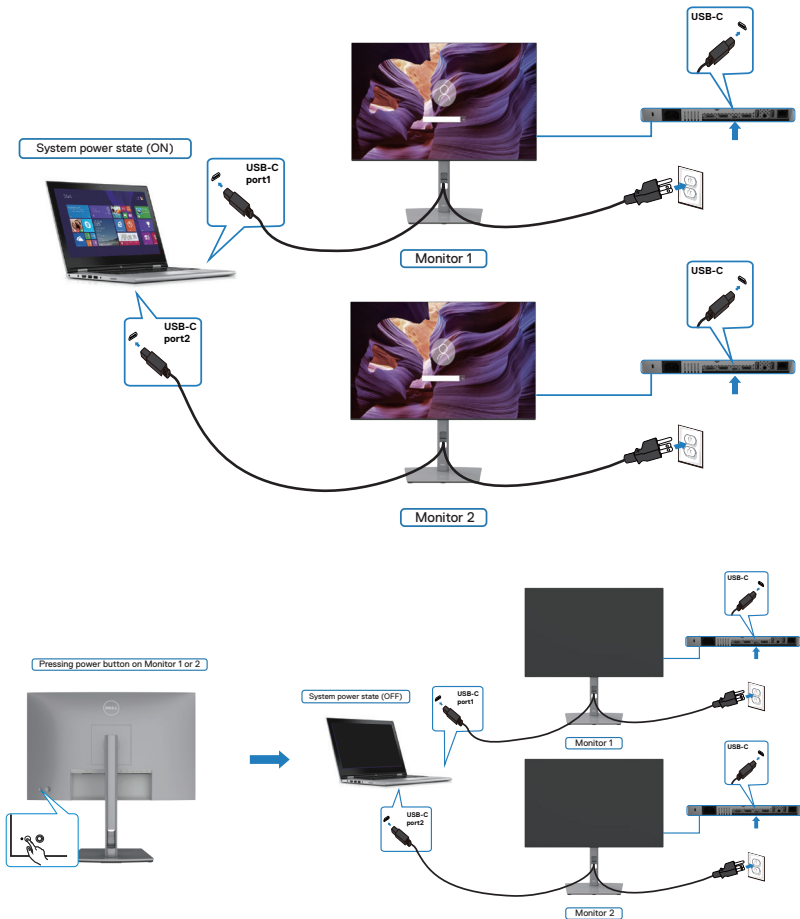 USB-C
System power state (ON)
USB-C
port1
Monitor 1
USB-C
USB-C
port2
Monitor 2
Pressing power button on Monitor 1 or 2
DELL
System power state (OFF)
USB-C
port1
USB-C
Monitor 1
USB-C
USB-C
port2
Monitor 2